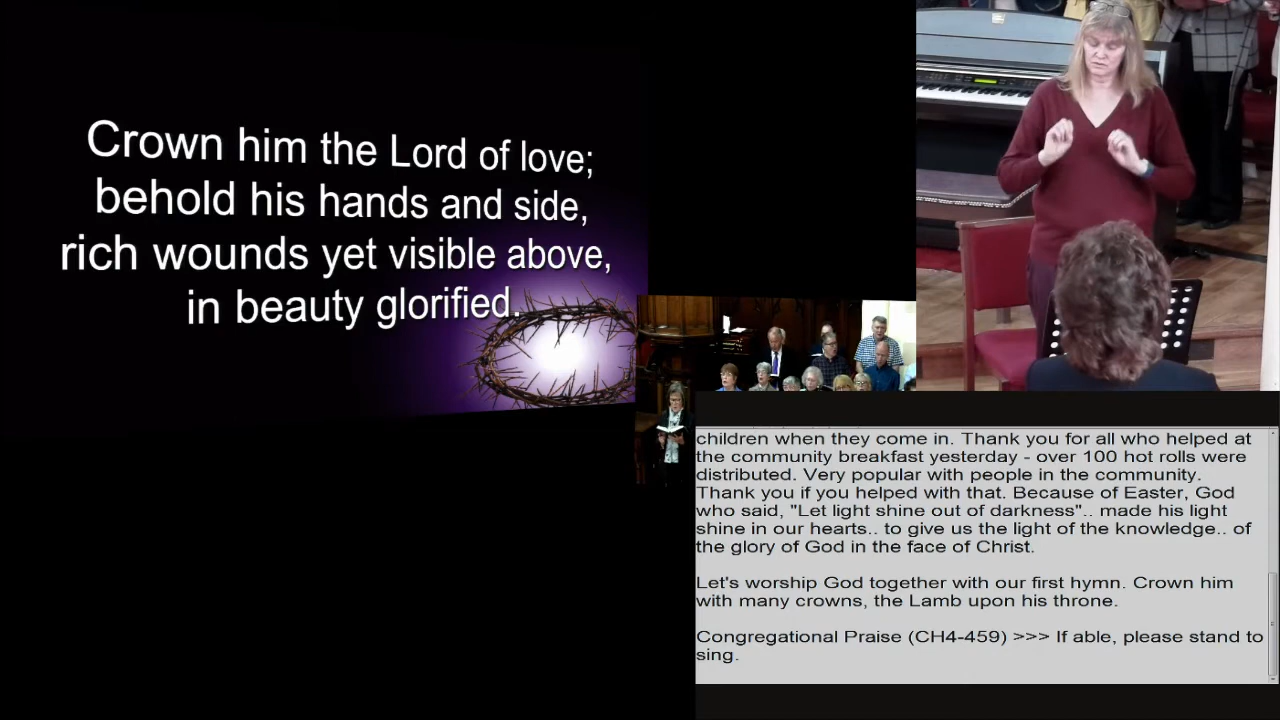 Crown him the Lord of love;
behold his hands and side,
rich wounds yet visible above,
in beauty glorified.
children when they come in. Thank you for all who helped at
the community breakfast yesterday - over 100 hot rolls were
distributed. Very popular with people in the community.
Thank you if you helped with that. Because of Easter, God
who said, "Let light shine out of darkness".. made his light
shine in our hearts.. to give us the light of the knowledge.. of
the glory of God in the face of Christ.
Let's worship God together with our first hymn. Crown him
with many crowns, the Lamb upon his throne.
Congregational Praise (CH4-459) >>> If able, please stand to
sing.